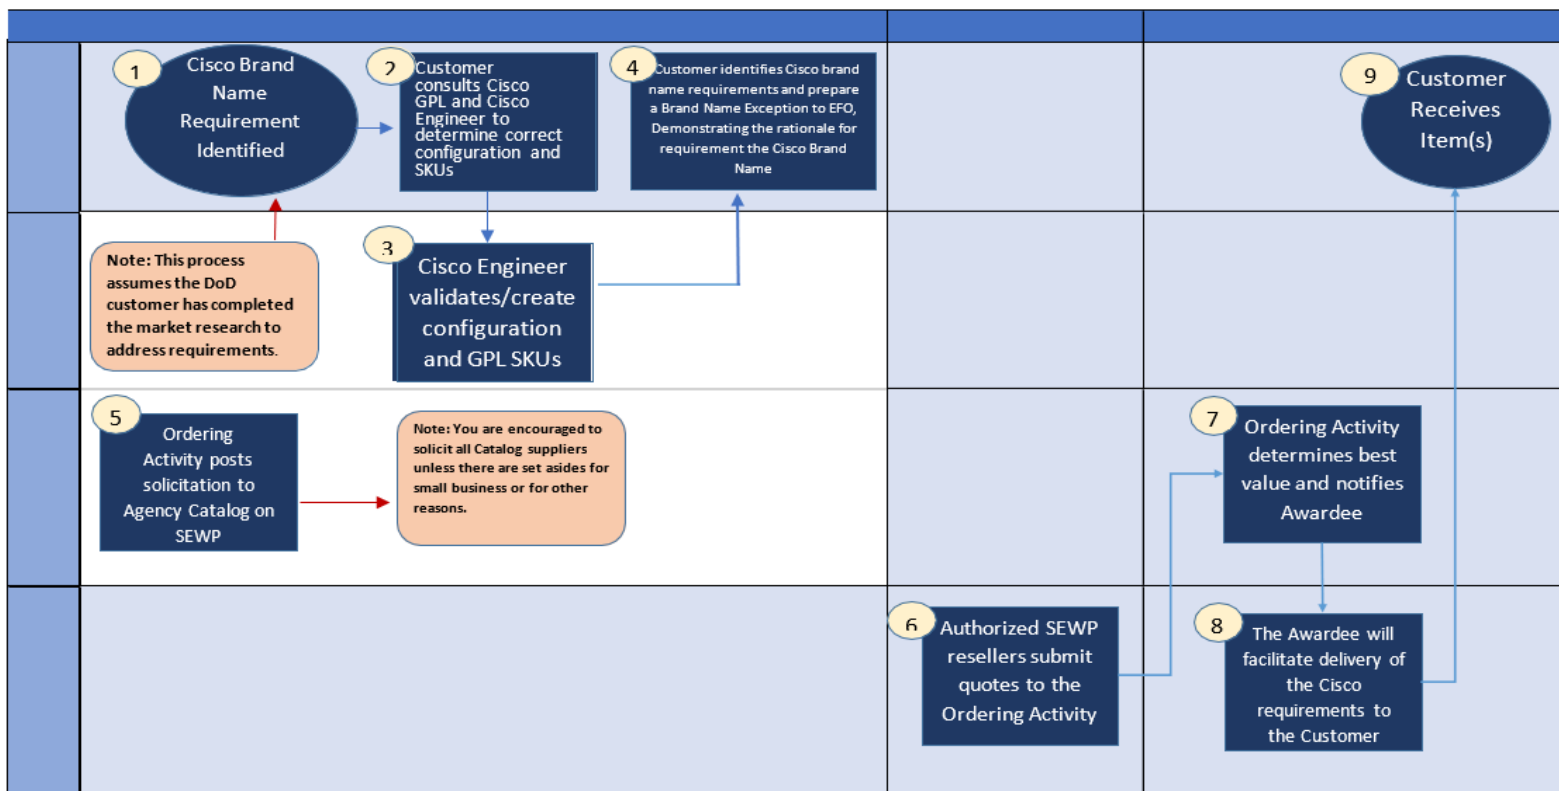 1
Cisco Brand
Name
Requirement
Identified
2
Customer
consults Cisco
GPL and Cisco
Engineer to
determine correct
configuration and
SKUs
4
Customer identifies Cisco brand
name requirements and prepare
a Brand Name Exception to EFO,
Demonstrating the rationale for
requirement the Cisco Brand
Name
9
Customer
Receives
Item(s)
Note: This process
assumes the DoD
customer has completed
the market research to
address requirements.
3
Cisco Engineer
validates/create
configuration
and GPL SKUs
5
Ordering
Activity posts
solicitation to
Agency Catalog on
SEWP
Note: You are encouraged to
solicit all Catalog suppliers
unless there are set asides for
small business or for other
reasons.
7
Ordering Activity
determines best
value and notifies
Awardee
6
Authorized SEWP
resellers submit
quotes to the
Ordering Activity
8
The Awardee will
facilitate delivery of
the Cisco
requirements to
the Customer